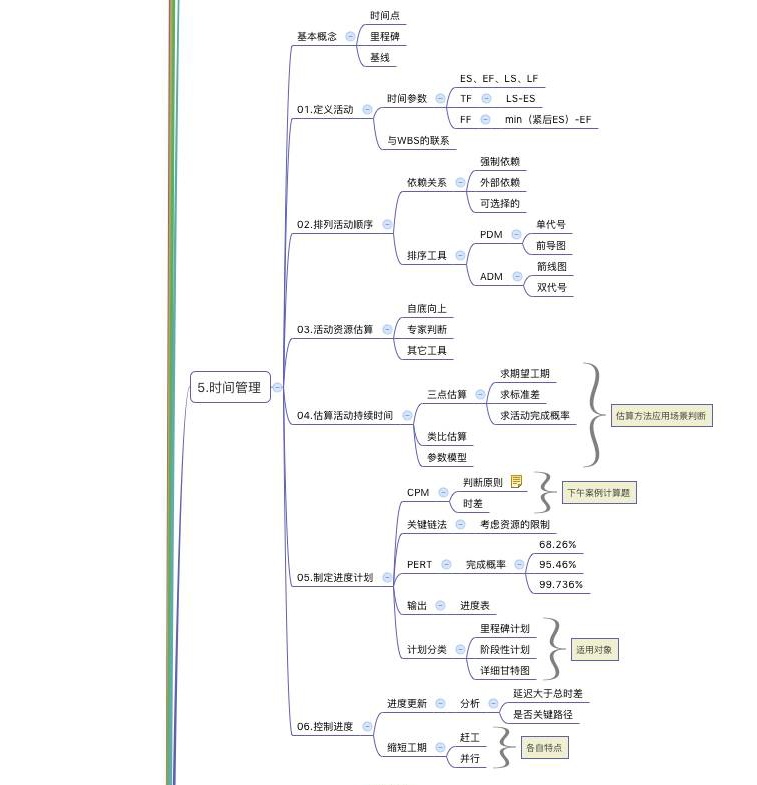 5.时间管理
基本概念
时间点
里程碑
基线
01.定义活动
时间参数
ES、EF、LS、LF
TF
LS-ES
FF
min（紧后ES）-EF
与WBS的联系
02.排列活动顺序
依赖关系
强制依赖
外部依赖
可选择的
排序工具
PDM
单代号
前导图
ADM
箭线图
双代号
03.活动资源估算
自底向上
专家判断
其它工具
04.估算活动持续时间
三点估算
求期望工期
求标准差
求活动完成概率
类比估算
参数模型
估算方法应用场景判断
05.制定进度计划
CPM
判断原则
时差
下午案例计算题
关键链法
考虑资源的限制
PERT
完成概率
68.26%
95.46%
99.736%
输出
进度表
计划分类
里程碑计划
阶段性计划
详细甘特图
适用对象
06.控制进度
进度更新
分析
延迟大于总时差
是否关键路径
缩短工期
赶工
并行
各自特点